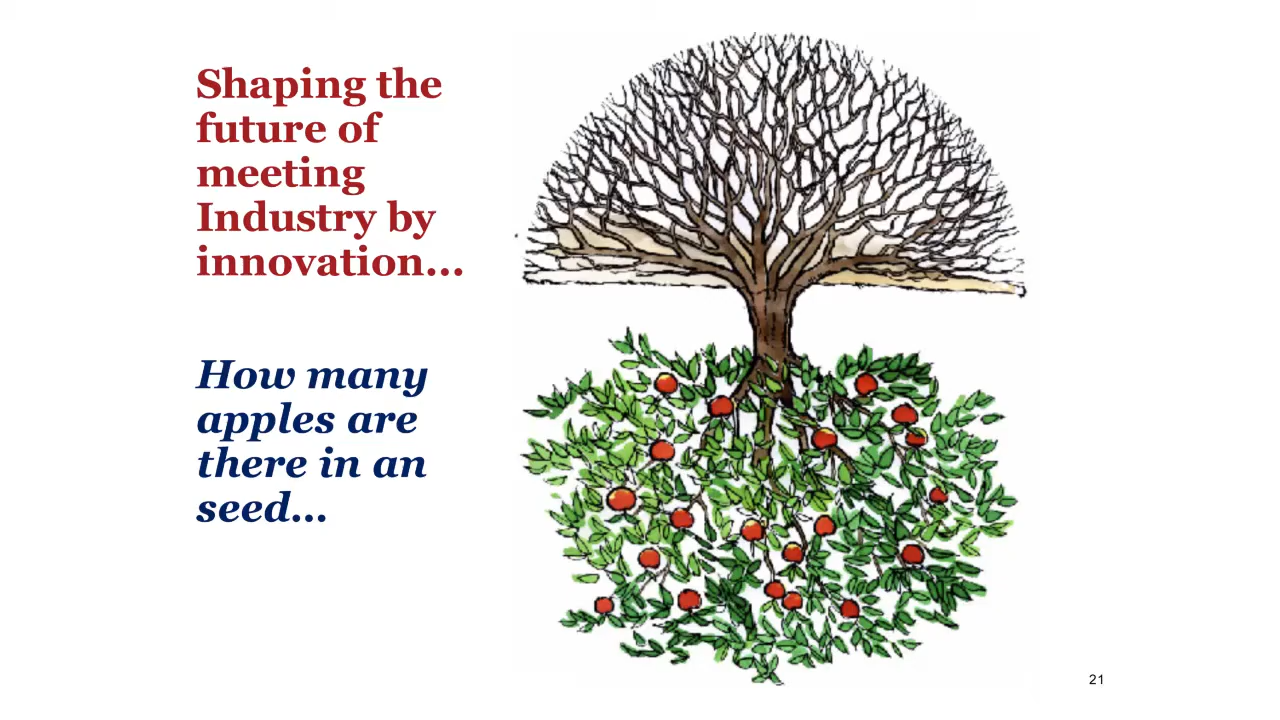 Shaping the
future of
meeting
Industry by
innovation...
How many
apples are
there in an
seed...
21